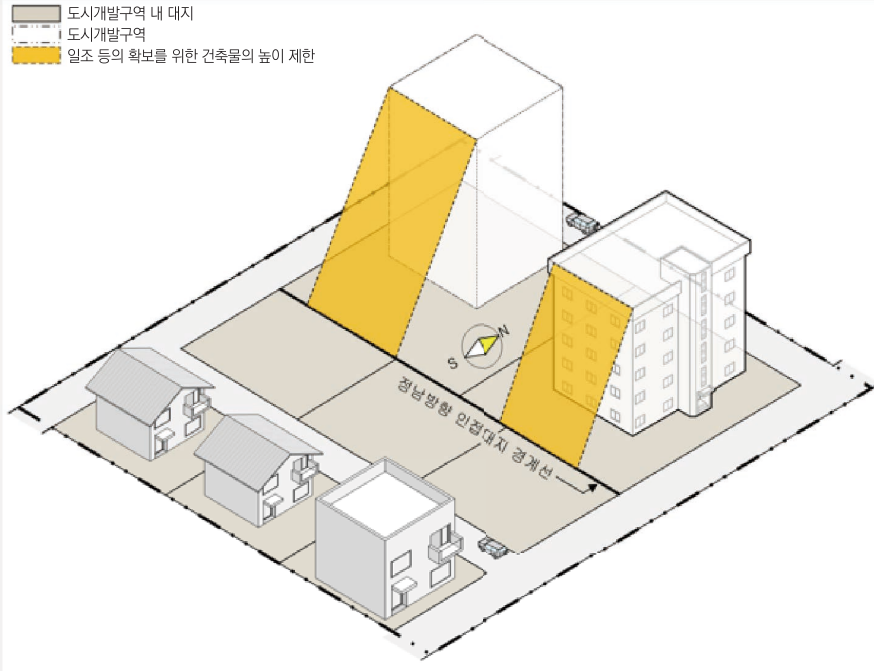 도시개발구역 내 대지
도시개발구역
일조 등의 확보를 위한 건축물의 높이 제한
N
S
정남방향 인접대지 경계선